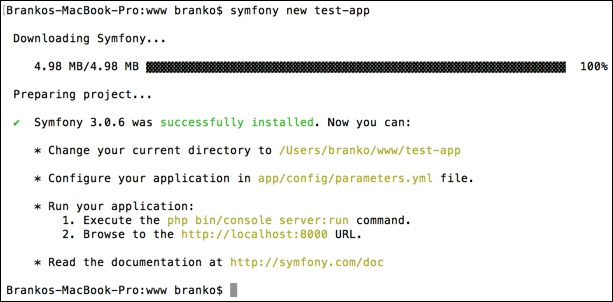 Brankos-MacBook-Pro:www branko$ symfony new test-app
Downloading Symfony...
4.98 MB/4.98 MB 100%
Preparing project...
✔ Symfony 3.0.6 was successfully installed. Now you can:
* Change your current directory to /Users/branko/www/test-app
* Configure your application in app/config/parameters.yml file.
* Run your application:
1. Execute the php bin/console server:run command.
2. Browse to the http://localhost:8000 URL.
* Read the documentation at http://symfony.com/doc
Brankos-MacBook-Pro:www branko$